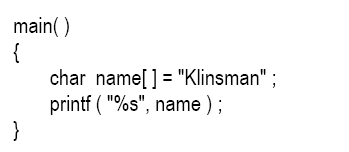 main( )
{
char name[ ] = "Klinsman" ;
printf ( "%s", name ) ;
}